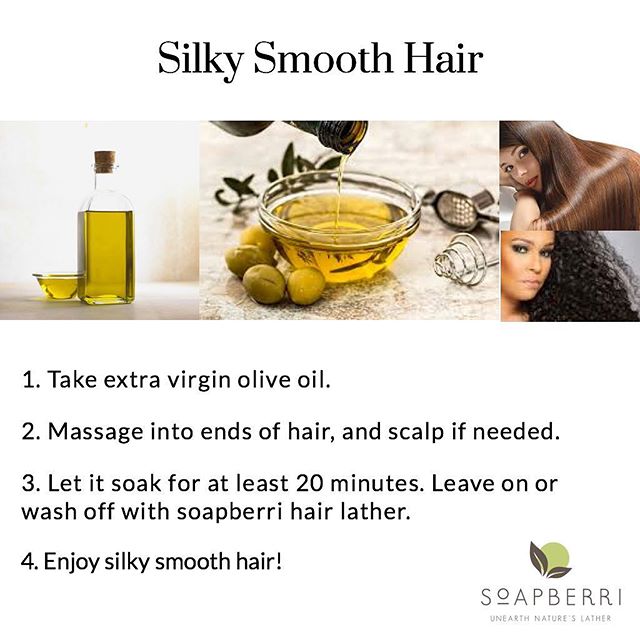 Silky Smooth Hair
1. Take extra virgin olive oil.
2. Massage into ends of hair, and scalp if needed.
3. Let it soak for at least 20 minutes. Leave on or
wash off with soapberri hair lather.
4. Enjoy silky smooth hair!
SOAPBERRI
UNEARTH NATURE'S LATHER